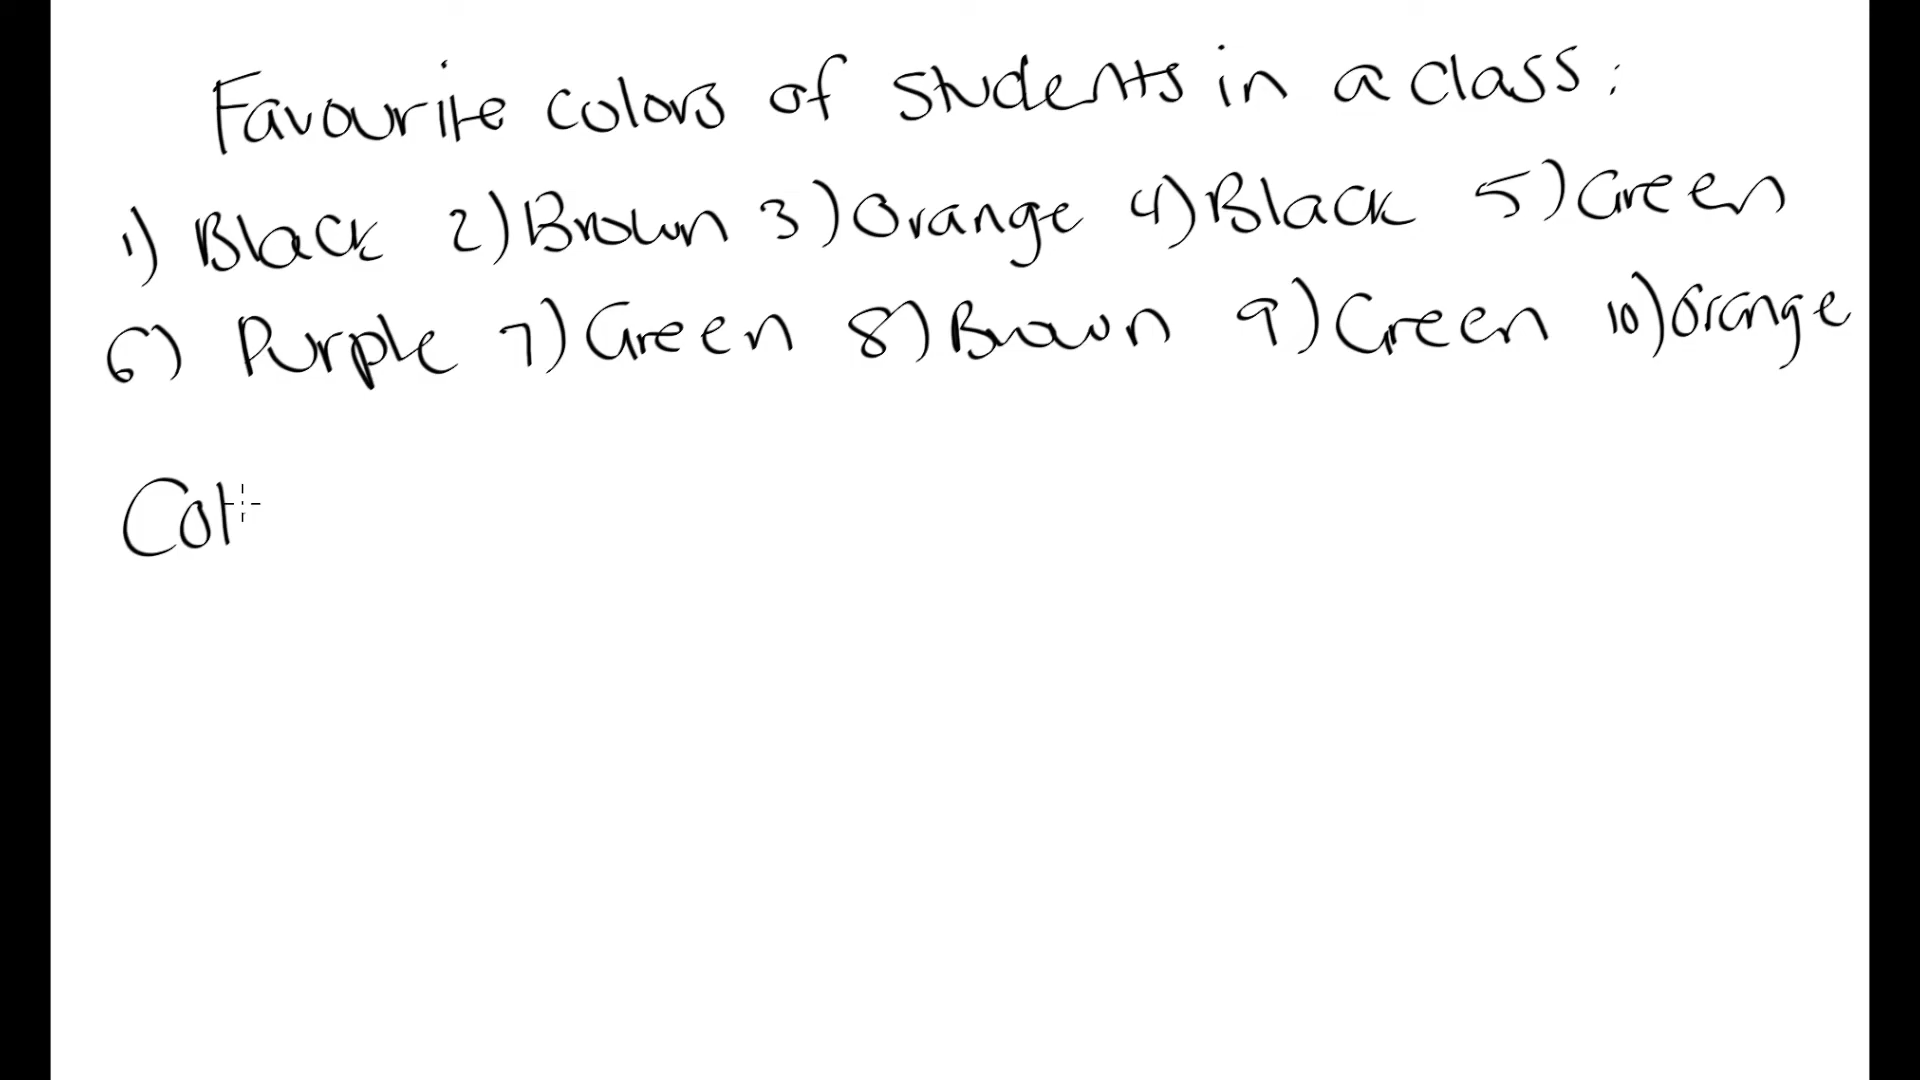 Favourite colors of students in a class:
1) Black 2) Brown 3) Orange 4) Black 5) Green
6) Purple 7) Green 8) Brown 9) Green 10) Orange
Cat